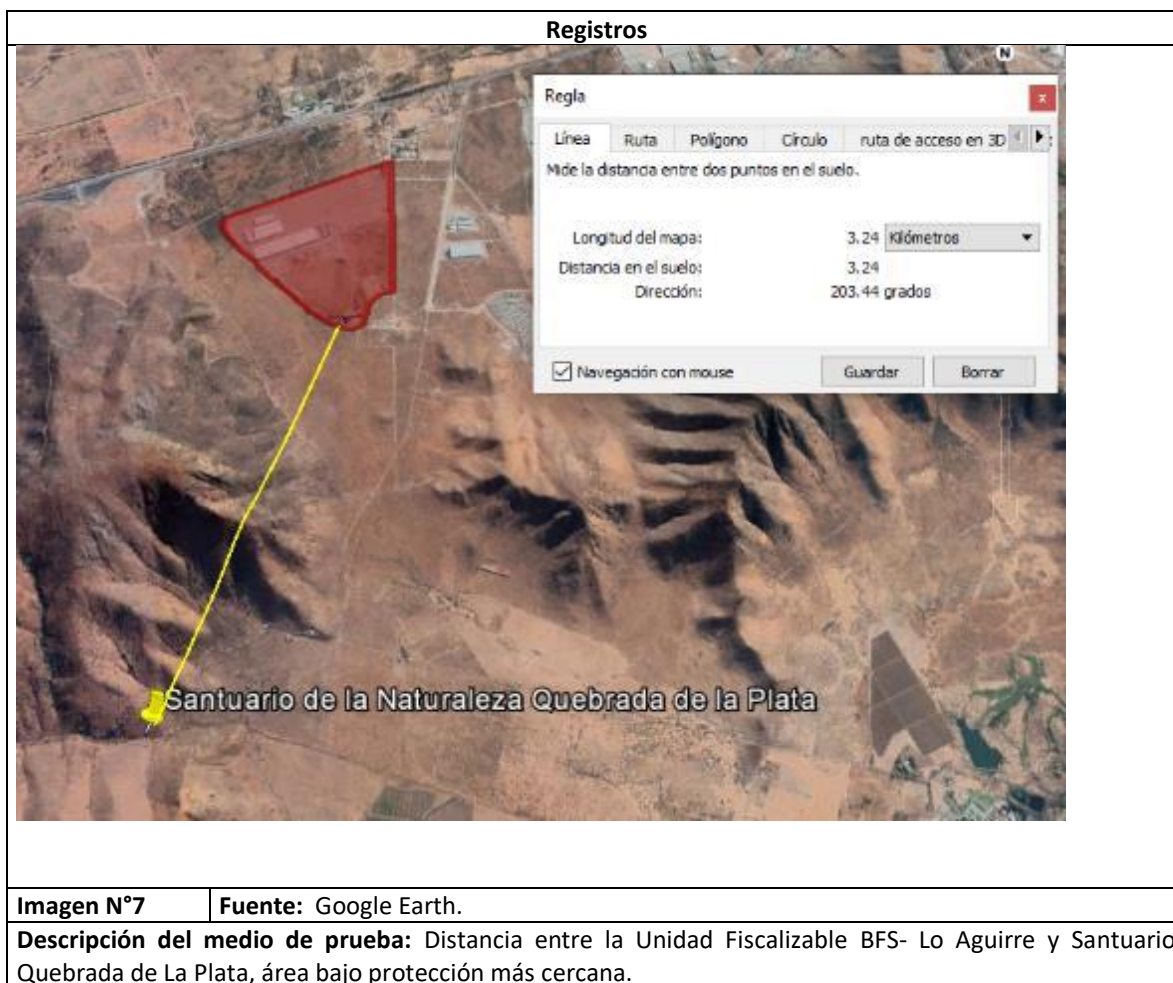 Registros
N
Regla
x
Línea Ruta Polígono Círculo ruta de acceso en 3D
Mide la distancia entre dos puntos en el suelo.
Longitud del mapa: 3.24 Kilómetros
Distancia en el suelo: 3.24
Dirección: 203.44 grados
Navegación con mouse Guardar Borrar
Santuario de la Naturaleza Quebrada de la Plata
Imagen N°7 Fuente: Google Earth.
Descripción del medio de prueba: Distancia entre la Unidad Fiscalizable BFS- Lo Aguirre y Santuario
Quebrada de La Plata, área bajo protección más cercana.